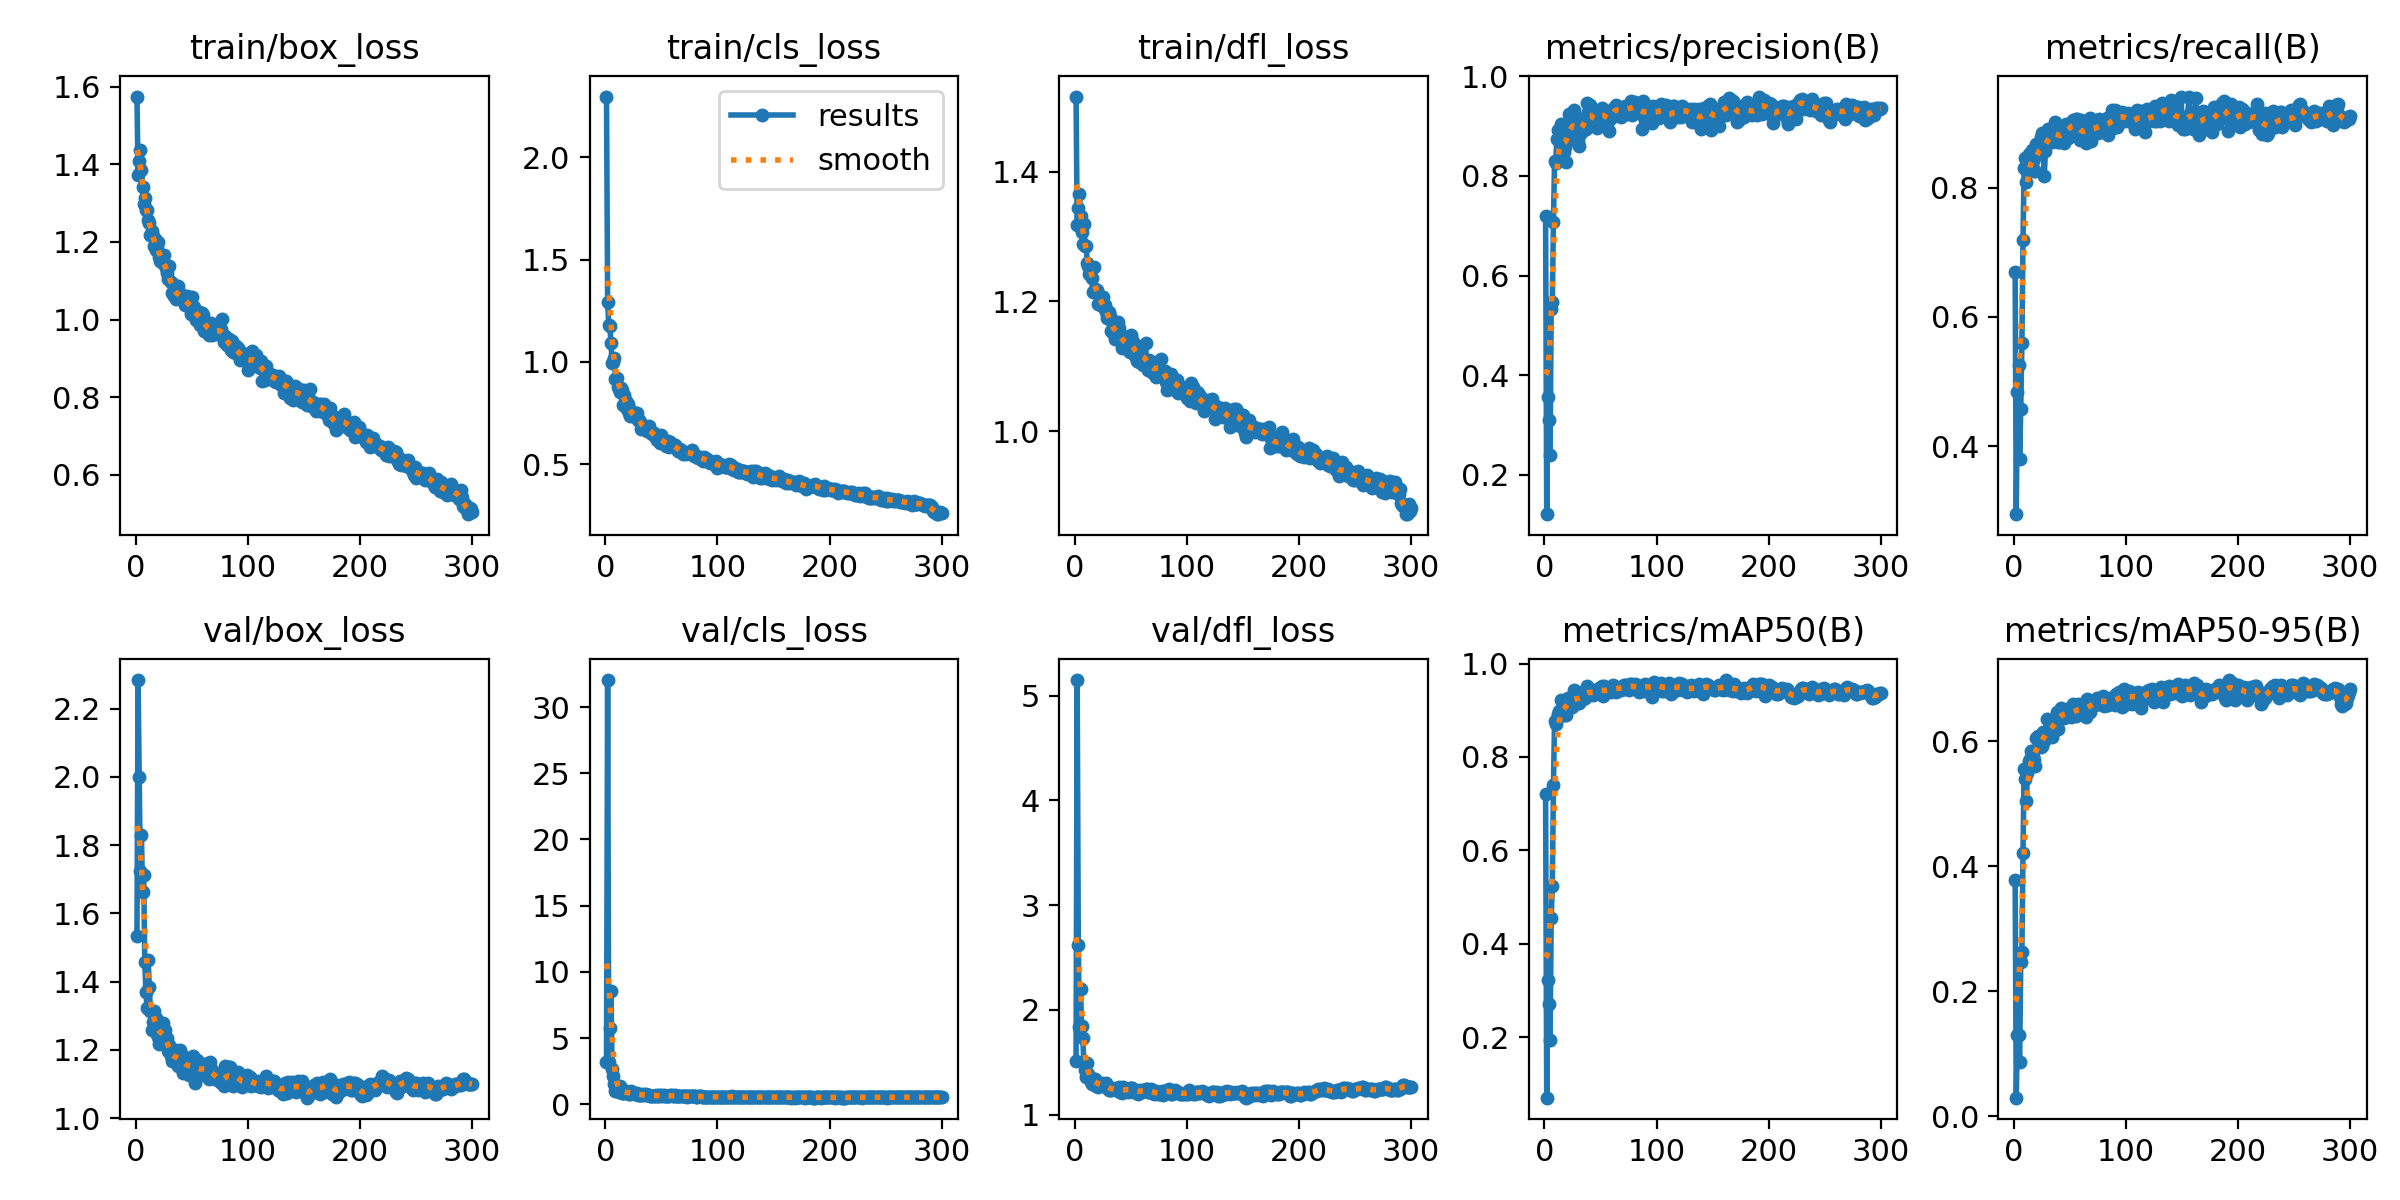 train/box_loss
1.6
1.4
1.2
1.0
0.8
0.6
0 100 200 300
train/cls_loss
results
smooth
2.0
1.5
1.0
0.5
0 100 200 300
train/dfl_loss
1.4
1.2
1.0
0 100 200 300
metrics/precision(B)
1.0
0.8
0.6
0.4
0.2
0 100 200 300
metrics/recall(B)
0.8
0.6
0.4
0 100 200 300
val/box_loss
2.2
2.0
1.8
1.6
1.4
1.2
1.0
0 100 200 300
val/cls_loss
30
25
20
15
10
5
0
0 100 200 300
val/dfl_loss
5
4
3
2
1
0 100 200 300
metrics/mAP50(B)
1.0
0.8
0.6
0.4
0.2
0 100 200 300
metrics/mAP50-95(B)
0.6
0.4
0.2
0.0
0 100 200 300